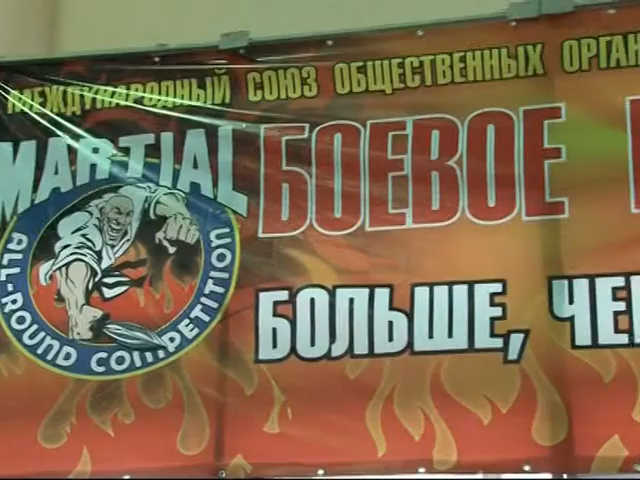 МЕЖДУНАРОДНЫЙ СОЮЗ ОБЩЕСТВЕННЫХ ОРГАН
MARTIAL
ALL-ROUND COMPETITION
БОЕВОЕ
БОЛЬШЕ, ЧЕ